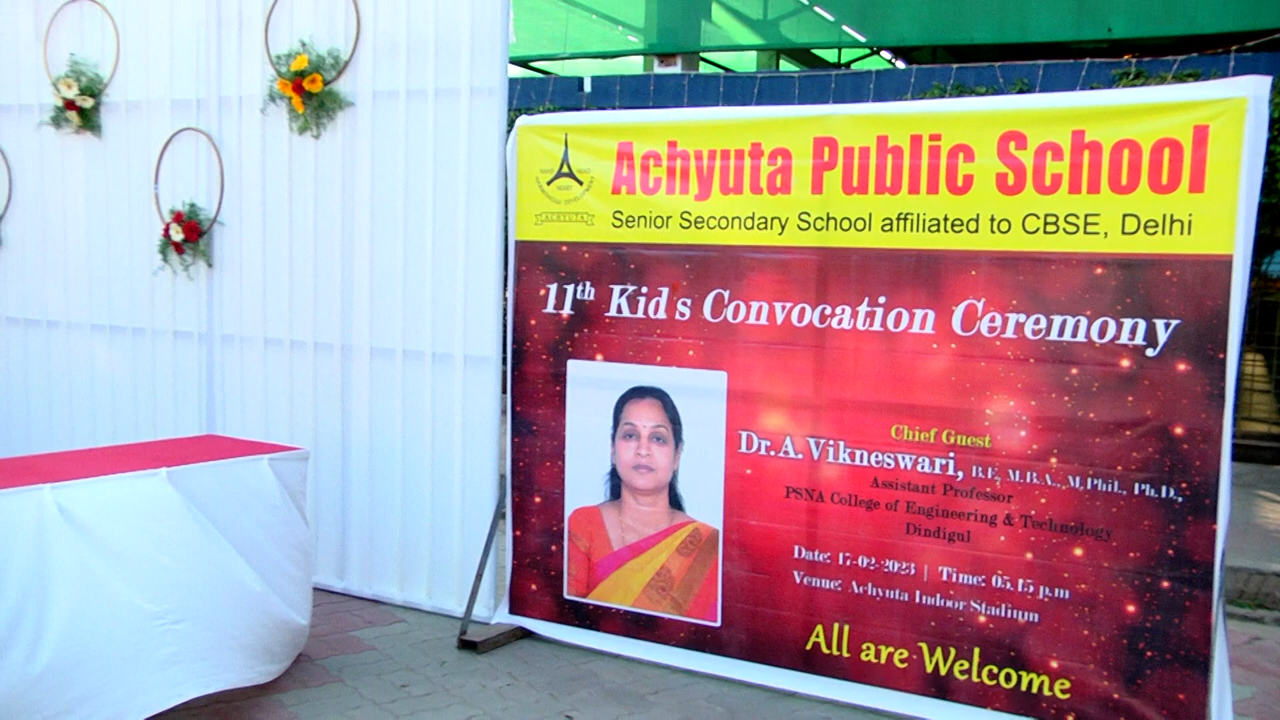 Achyuta Public School
Senior Secondary School affiliated to CBSE, Delhi
ACHYUTA
11th Kid s Convocation Ceremony
Chief Guest
Dr. A. Vikneswari, B.E, M.B.A., M,Phil., Ph.D.,
Assistant Professor
PSNA College of Engineering & Technology
Dindigul
Date: 17-02-2023 | Time: 05.15 p.m
Venue: Achyuta Indoor Stadium
All are Welcome